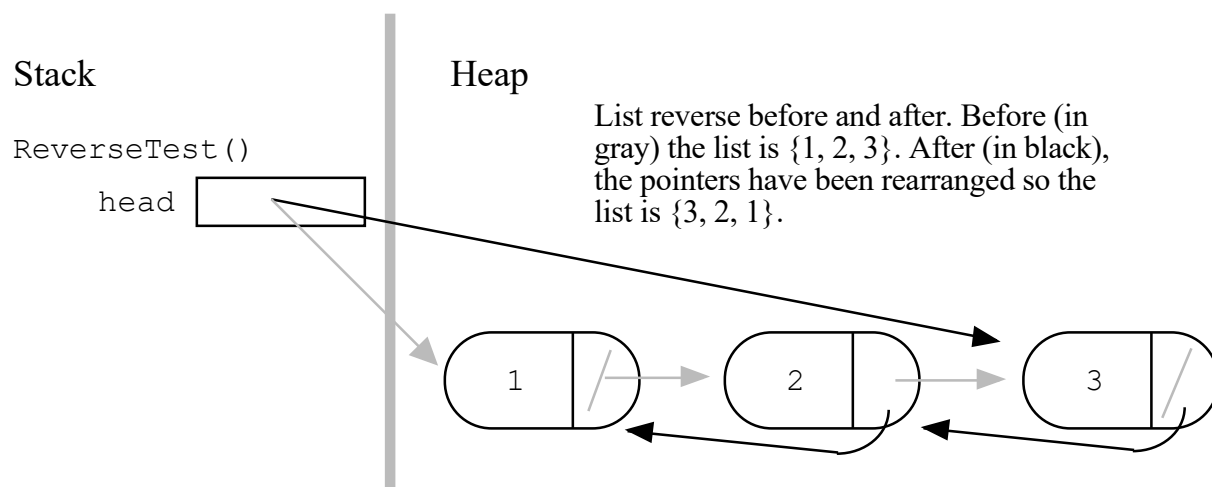 Stack
Heap
List reverse before and after. Before (in
gray) the list is {1, 2, 3}. After (in black),
the pointers have been rearranged so the
list is {3, 2, 1}.
ReverseTest()
head
1
2
3